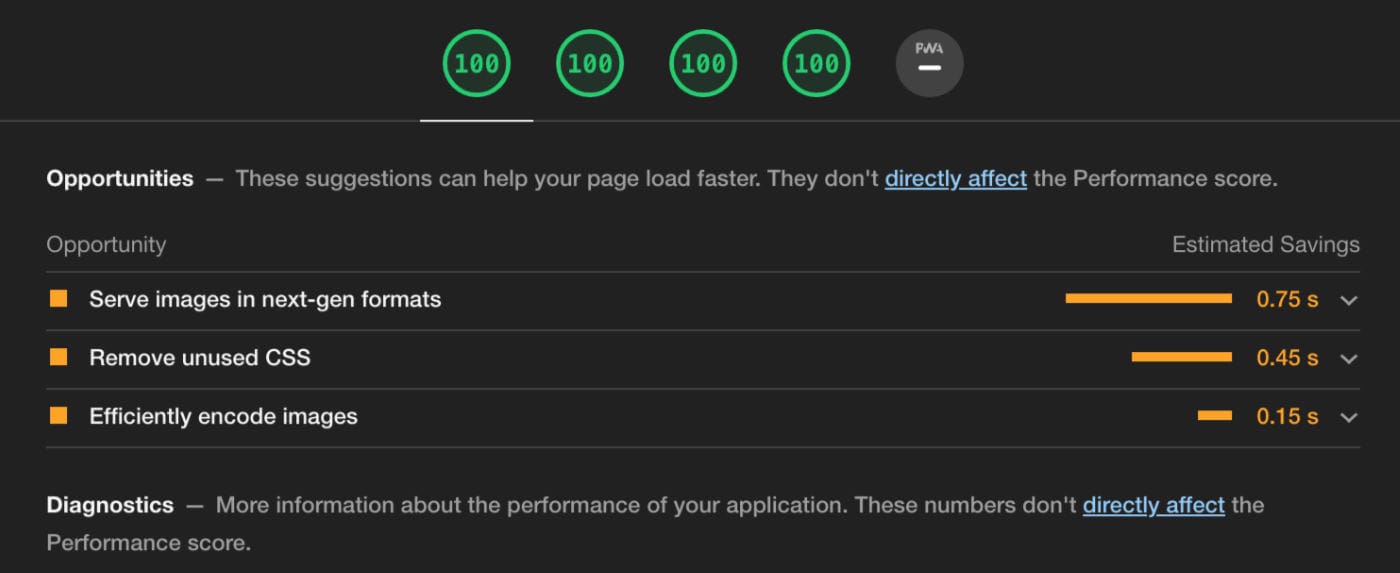 100 100 100 100 PWA
Opportunities — These suggestions can help your page load faster. They don't directly affect the Performance score.
Opportunity Estimated Savings
Serve images in next-gen formats 0.75 s
Remove unused CSS 0.45 s
Efficiently encode images 0.15 s
Diagnostics — More information about the performance of your application. These numbers don't directly affect the
Performance score.